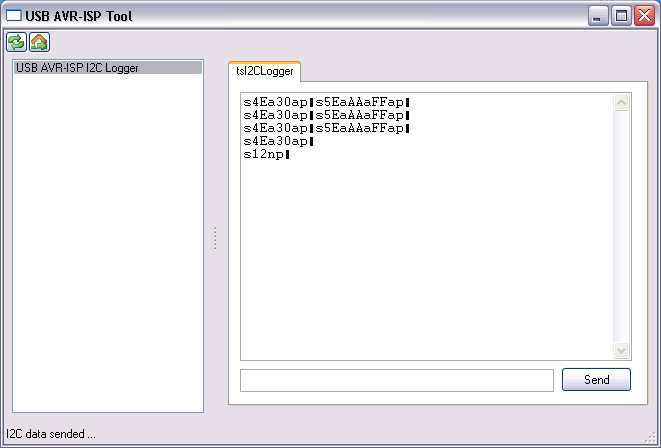 USB AVR-ISP Tool
USB AVR-ISP I2C Logger
tsI2CLogger
s4Ea30ap▮s5EaAAaFFap▮
s4Ea30ap▮s5EaAAaFFap▮
s4Ea30ap▮s5EaAAaFFap▮
s4Ea30ap▮
s12np▮
Send
I2C data sended ...